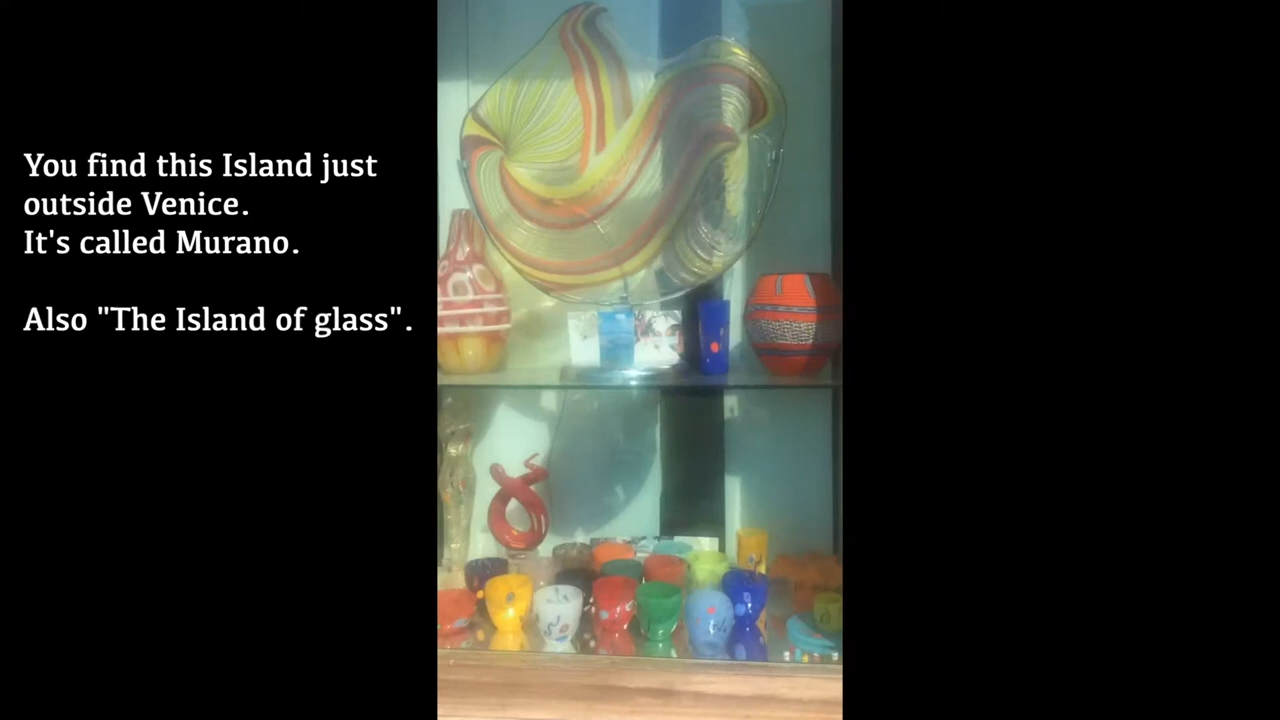 You find this Island just
outside Venice.
It's called Murano.
Also "The Island of glass".